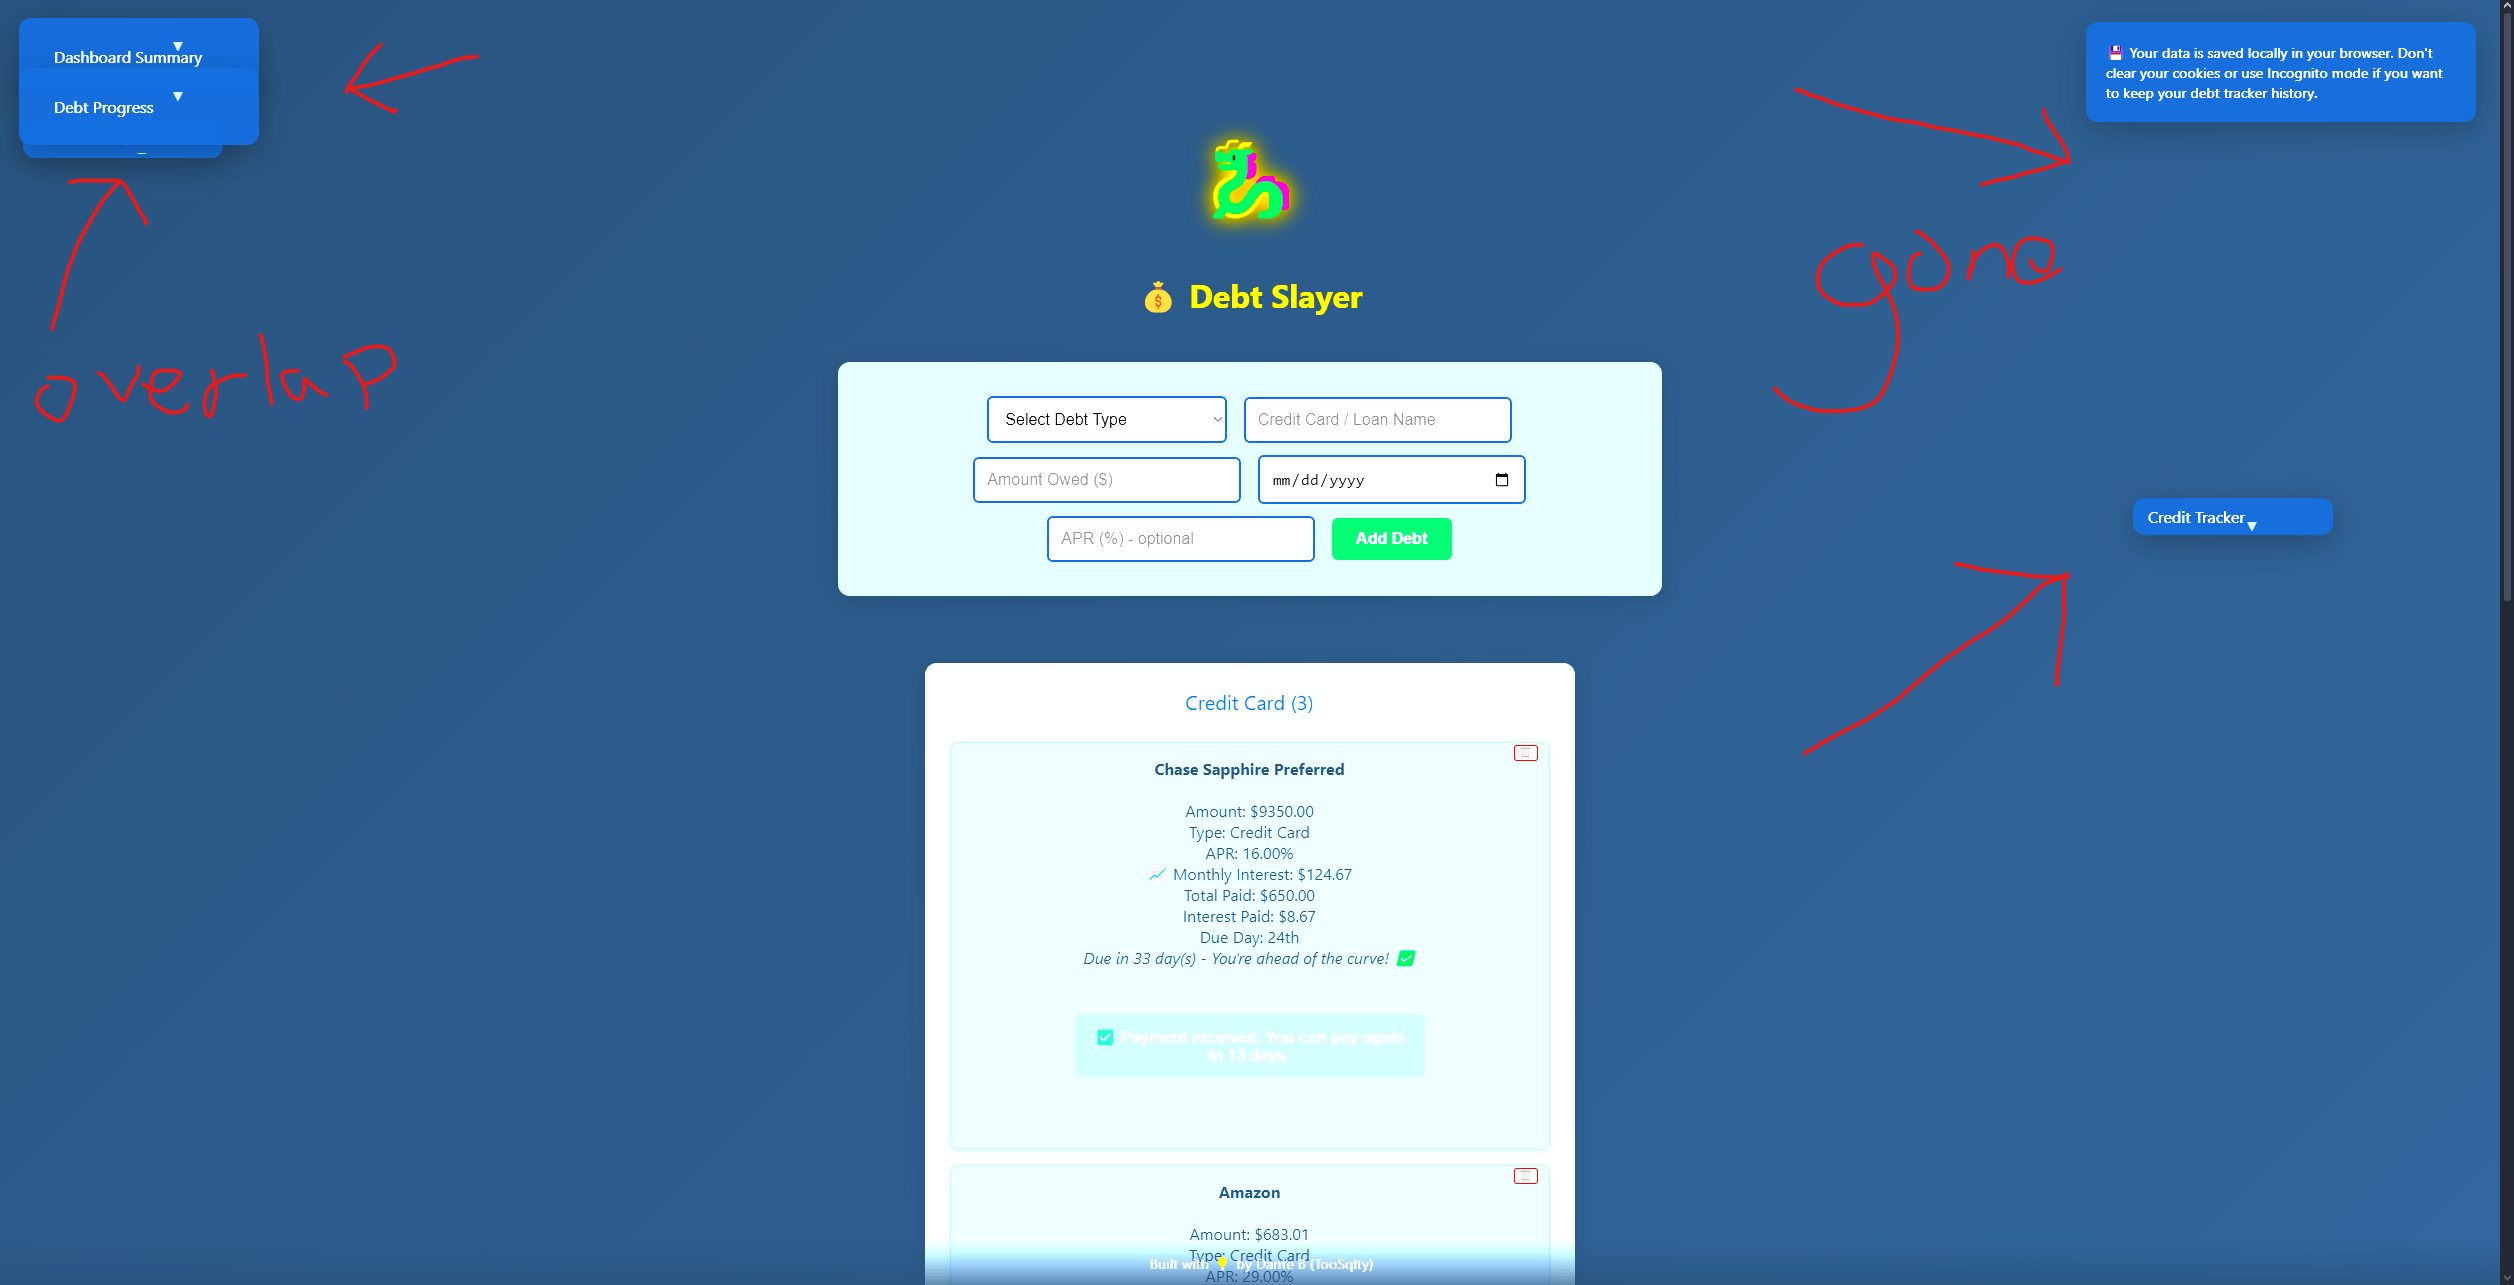 Dashboard Summary
▼
Debt Progress
▼
overlap
💾 Your data is saved locally in your browser. Don't
clear your cookies or use Incognito mode if you want
to keep your debt tracker history.
gone
💰 Debt Slayer
Select Debt Type
Credit Card / Loan Name
Amount Owed ($)
mm/dd/yyyy
APR (%) - optional
Add Debt
Credit Tracker
▼
Credit Card (3)
Chase Sapphire Preferred
Amount: $9350.00
Type: Credit Card
APR: 16.00%
📈 Monthly Interest: $124.67
Total Paid: $650.00
Interest Paid: $8.67
Due Day: 24th
Due in 33 day(s) - You're ahead of the curve! ✅
✅ Payment received. You can pay again
in 13 days.
Amazon
Amount: $683.01
Type: Credit Card
Built with 💡 by Dante B (TooSqlty)
APR: 29.00%